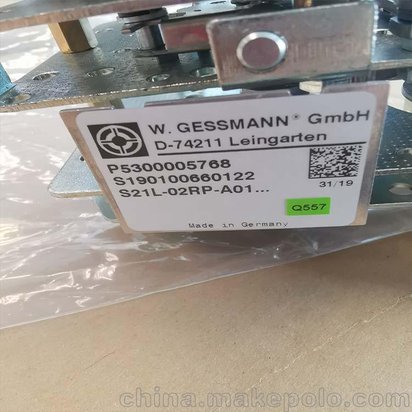 W. GESSMANN® GmbH
D-74211 Leingarten
P5300005768
S190100660122
S21L-02RP-A01...
31/19
Q557
Made in Germany
china.makepolo.com